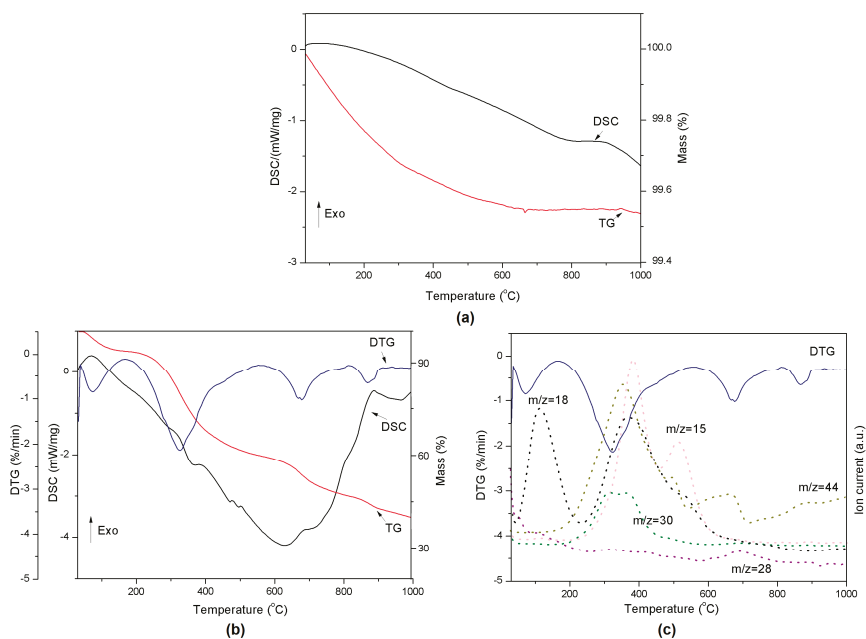 0
-1
-2
-3
DSC/(mW/mg)
100.0
99.8
99.6
99.4
Mass (%)
DSC
TG
Exo
200 400 600 800 1000
Temperature (°C)
(a)
0
-1
-2
-3
-4
-5
DTG (%/min)
0
-2
-4
DSC (mW/mg)
90
60
30
Mass (%)
DTG
DSC
TG
Exo
200 400 600 800 1000
Temperature (°C)
(b)
0
-1
-2
-3
-4
-5
DTG (%/min)
DTG
m/z=18
m/z=15
m/z=44
m/z=30
m/z=28
Ion current (a.u.)
200 400 600 800 1000
Temperature (°C)
(c)